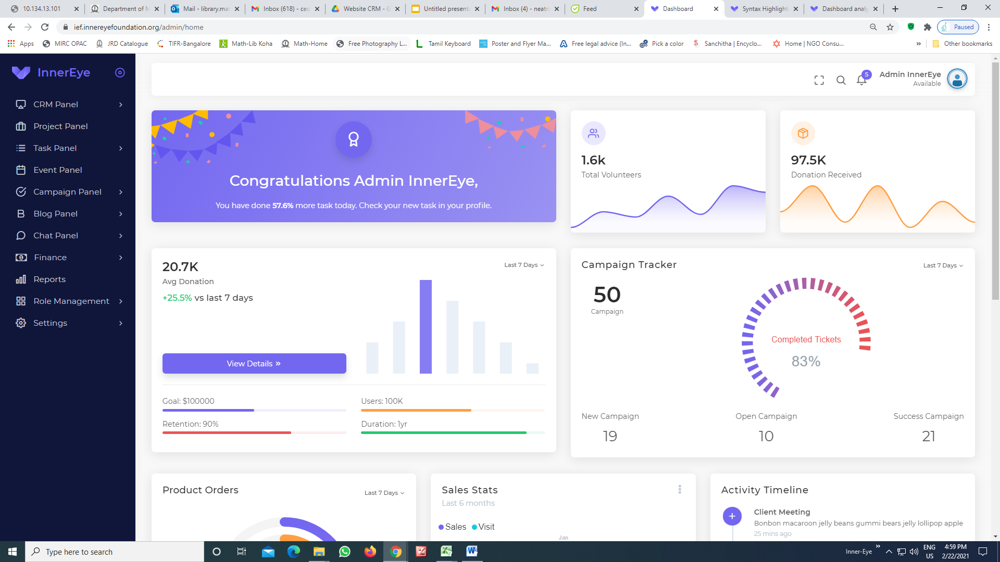 10.134.13.101
Department of M
Mail - library.mat
Inbox (618) - ceo
Website CRM - G
Untitled presenta
Inbox (4) - neatra
Feed
Dashboard
Syntax Highlight
Dashboard analy
ief.innereyefoundation.org/admin/home
Paused
Apps
MIRC OPAC
JRD Catalogue
TIFR-Bangalore
Math-Lib Koha
Math-Home
Free Photography L...
Tamil Keyboard
Poster and Flyer Ma...
Free legal advice (In...
Pick a color
Sanchitha | Encyclo...
Home | NGO Consu...
»
Other bookmarks
InnerEye
CRM Panel
Project Panel
Task Panel
Event Panel
Campaign Panel
Blog Panel
Chat Panel
Finance
Reports
Role Management
Settings
5
Admin InnerEye
Available
Congratulations Admin InnerEye,
You have done 57.6% more task today. Check your new task in your profile.
1.6k
Total Volunteers
97.5K
Donation Received
20.7K
Avg Donation
+25.5% vs last 7 days
Last 7 Days
View Details »
Goal: $100000
Users: 100K
Retention: 90%
Duration: 1yr
Campaign Tracker
Last 7 Days
50
Campaign
Completed Tickets
83%
New Campaign
Open Campaign
Success Campaign
19
10
21
Product Orders
Last 7 Days
Sales Stats
Last 6 months
Sales
Visit
Jan
Activity Timeline
Client Meeting
Bonbon macaroon jelly beans gummi bears jelly lollipop apple
25 mins ago
Type here to search
Inner-Eye
»
ENG
US
4:59 PM
2/22/2021